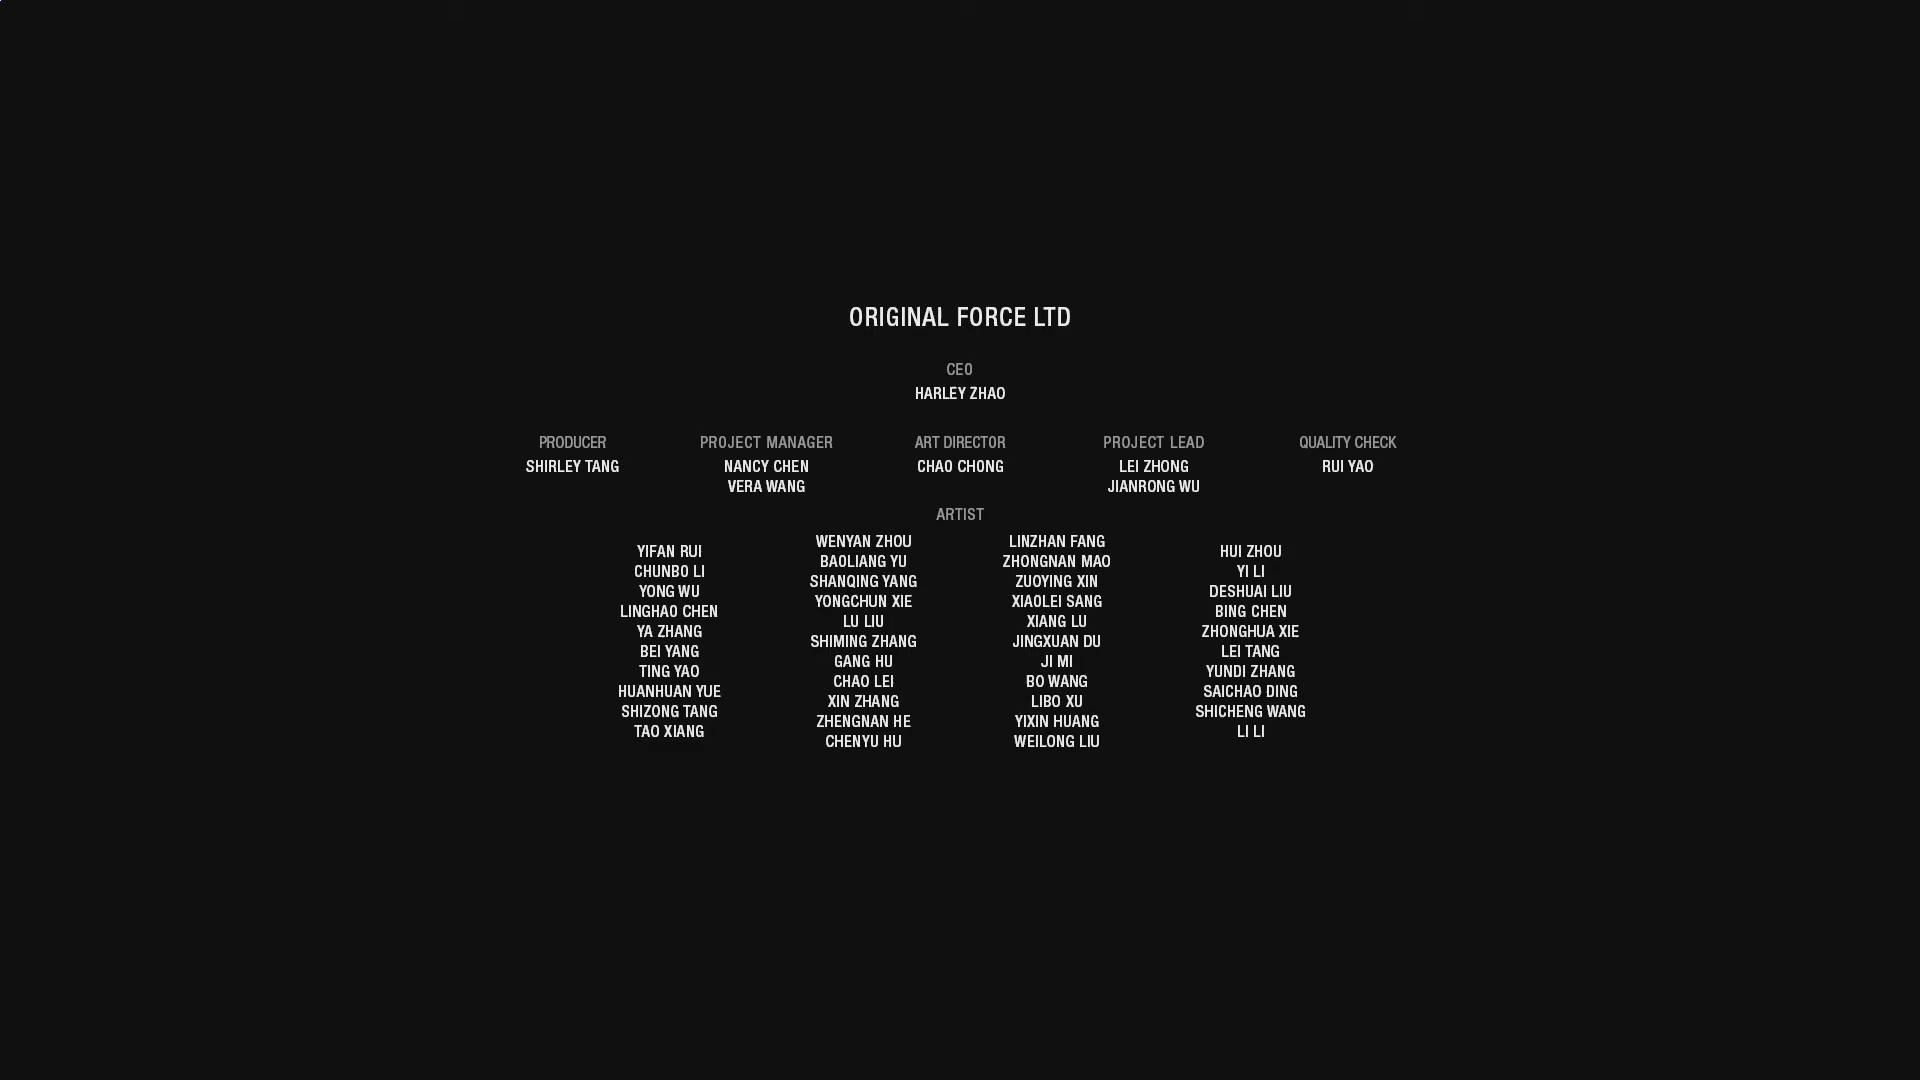 ORIGINAL FORCE LTD
CEO
HARLEY ZHAO
PRODUCER
SHIRLEY TANG
PROJECT MANAGER
NANCY CHEN
VERA WANG
ART DIRECTOR
CHAO CHONG
PROJECT LEAD
LEI ZHONG
JIANRONG WU
QUALITY CHECK
RUI YAO
ARTIST
YIFAN RUI
CHUNBO LI
YONG WU
LINGHAO CHEN
YA ZHANG
BEI YANG
TING YAO
HUANHUAN YUE
SHIZONG TANG
TAO XIANG
WENYAN ZHOU
BAOLIANG YU
SHANQING YANG
YONGCHUN XIE
LU LIU
SHIMING ZHANG
GANG HU
CHAO LEI
XIN ZHANG
ZHENGNAN HE
CHENYU HU
LINZHAN FANG
ZHONGNAN MAO
ZUOYING XIN
XIAOLEI SANG
XIANG LU
JINGXUAN DU
JI MI
BO WANG
LIBO XU
YIXIN HUANG
WEILONG LIU
HUI ZHOU
YI LI
DESHUAI LIU
BING CHEN
ZHONGHUA XIE
LEI TANG
YUNDI ZHANG
SAICHAO DING
SHICHENG WANG
LI LI